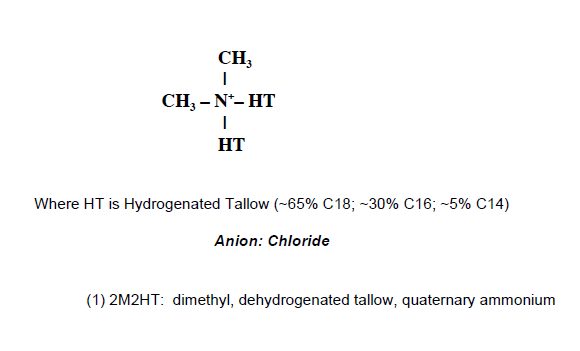 CH₃
|
CH₃ – N⁺– HT
|
HT
Where HT is Hydrogenated Tallow (~65% C18; ~30% C16; ~5% C14)
Anion: Chloride
(1) 2M2HT: dimethyl, dehydrogenated tallow, quaternary ammonium